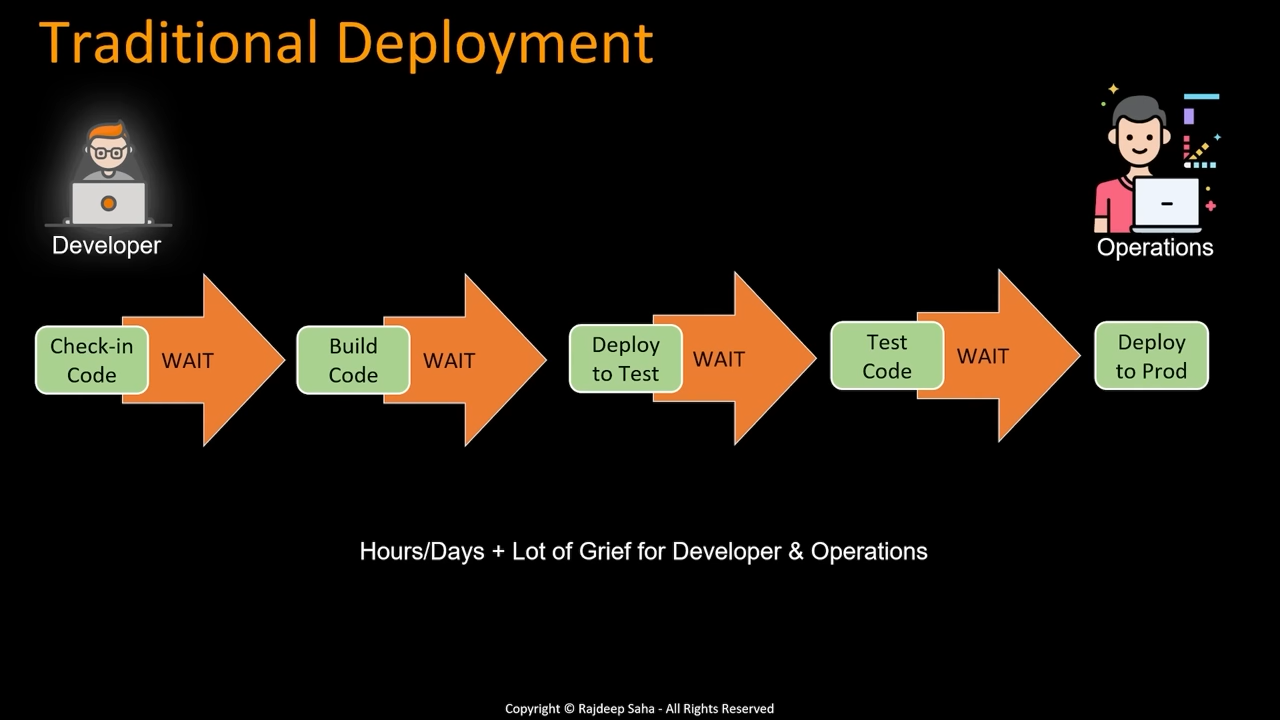 Traditional Deployment
Developer
Operations
Check-in
Code
WAIT
Build
Code
WAIT
Deploy
to Test
WAIT
Test
Code
WAIT
Deploy
to Prod
Hours/Days + Lot of Grief for Developer & Operations
Copyright © Rajdeep Saha - All Rights Reserved